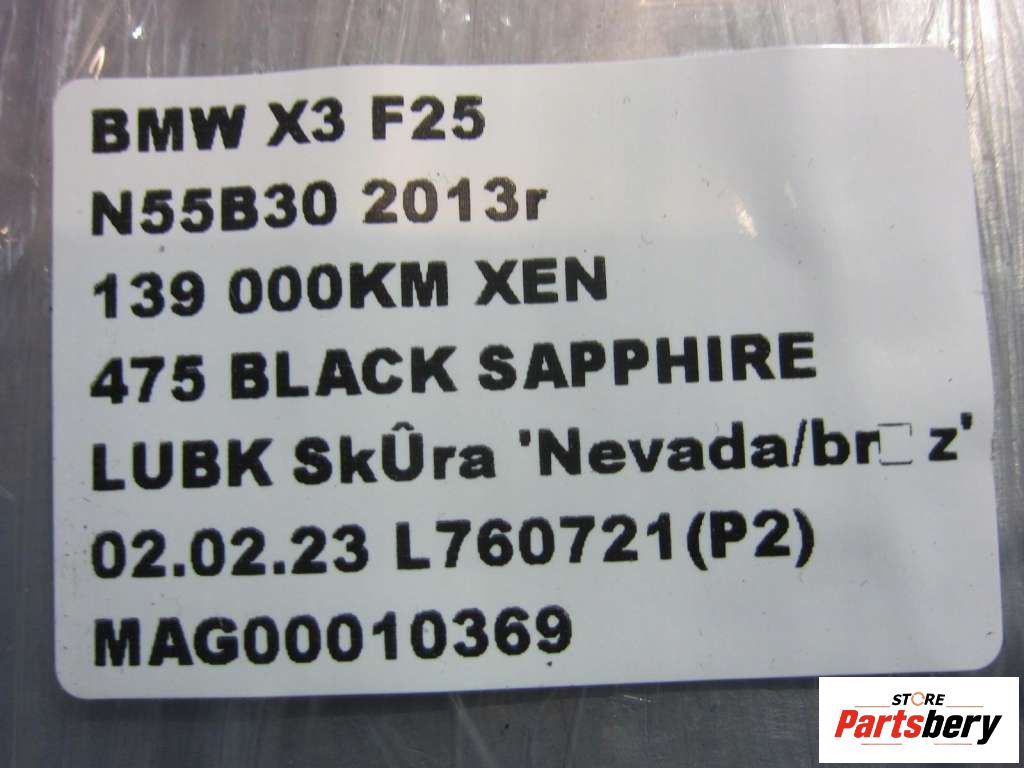 BMW X3 F25
N55B30 2013r
139 000KM XEN
475 BLACK SAPPHIRE
LUBK SkÛra 'Nevada/br□z'
02.02.23 L760721(P2)
MAG00010369
STORE
Partsbery